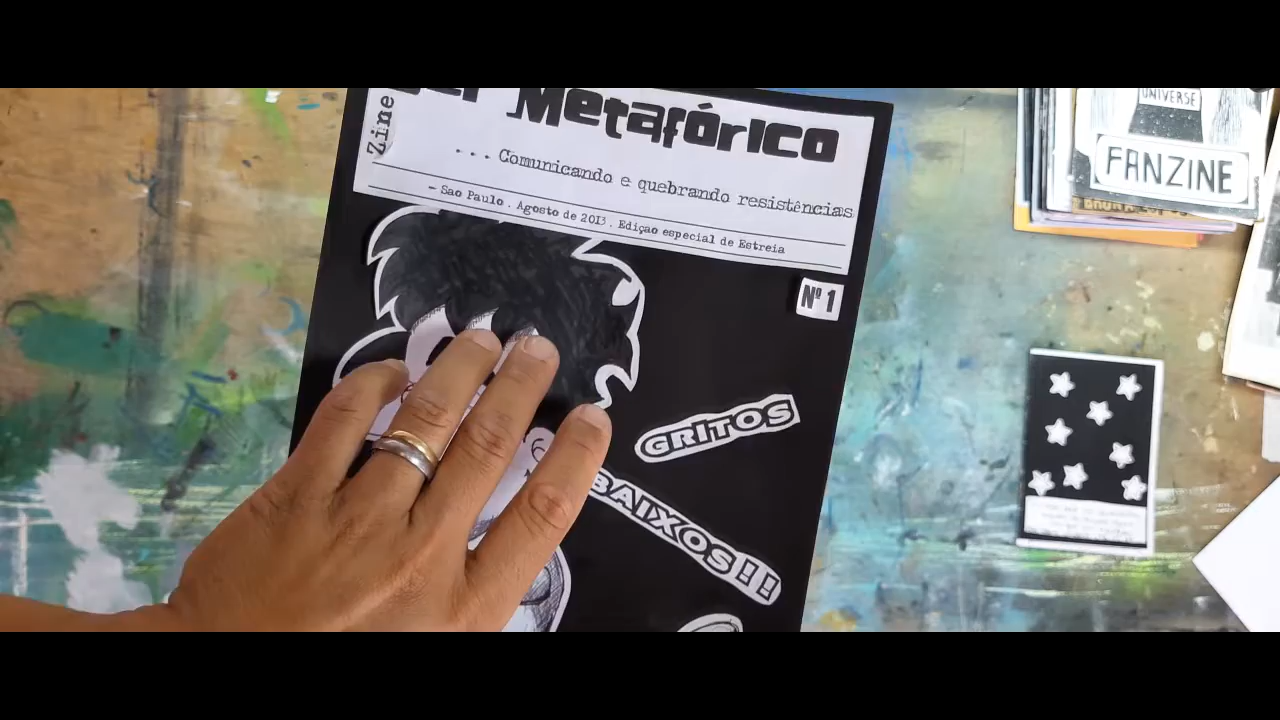 Zine
Metafórico
... Comunicando e quebrando resistências
- Sao Paulo . Agosto de 2013 . Ediçao especial de Estreia
Nº 1
GRITOS
BAIXOS!!
UNIVERSE
FANZINE